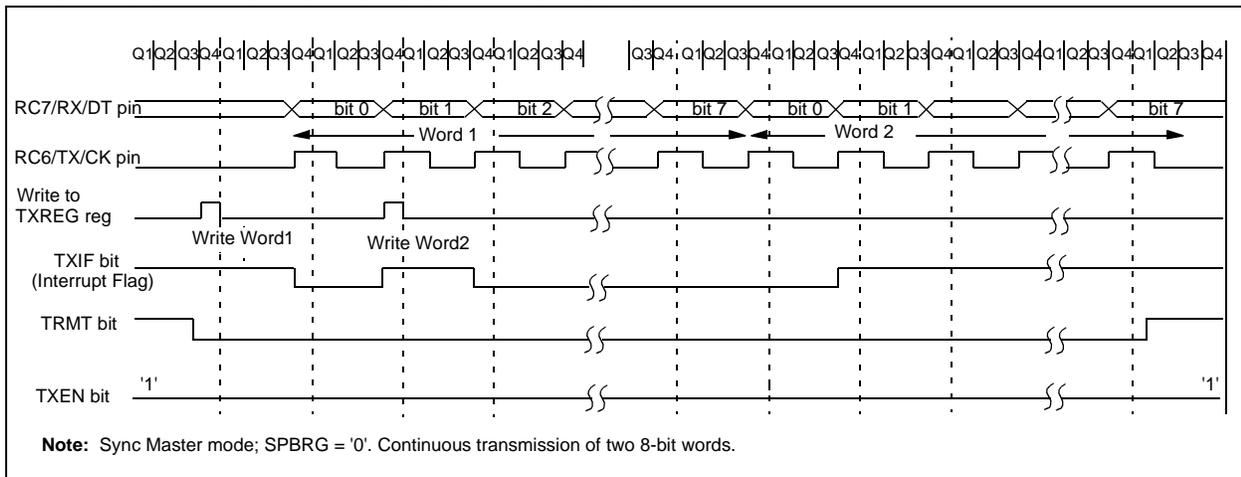 Q1 Q2 Q3 Q4 Q1 Q2 Q3 Q4 Q1 Q2 Q3 Q4 Q1 Q2 Q3 Q4 Q1 Q2 Q3 Q4 Q3 Q4 Q1 Q2 Q3 Q4 Q1 Q2 Q3 Q4 Q1 Q2 Q3 Q4 Q1 Q2 Q3 Q4 Q1 Q2 Q3 Q4
RC7/RX/DT pin bit 0 bit 1 bit 2 bit 7 bit 0 bit 1 bit 7
Word 1 Word 2
RC6/TX/CK pin
Write to
TXREG reg
Write Word1 Write Word2
TXIF bit
(Interrupt Flag)
TRMT bit
'1' '1'
TXEN bit
Note: Sync Master mode; SPBRG = '0'. Continuous transmission of two 8-bit words.